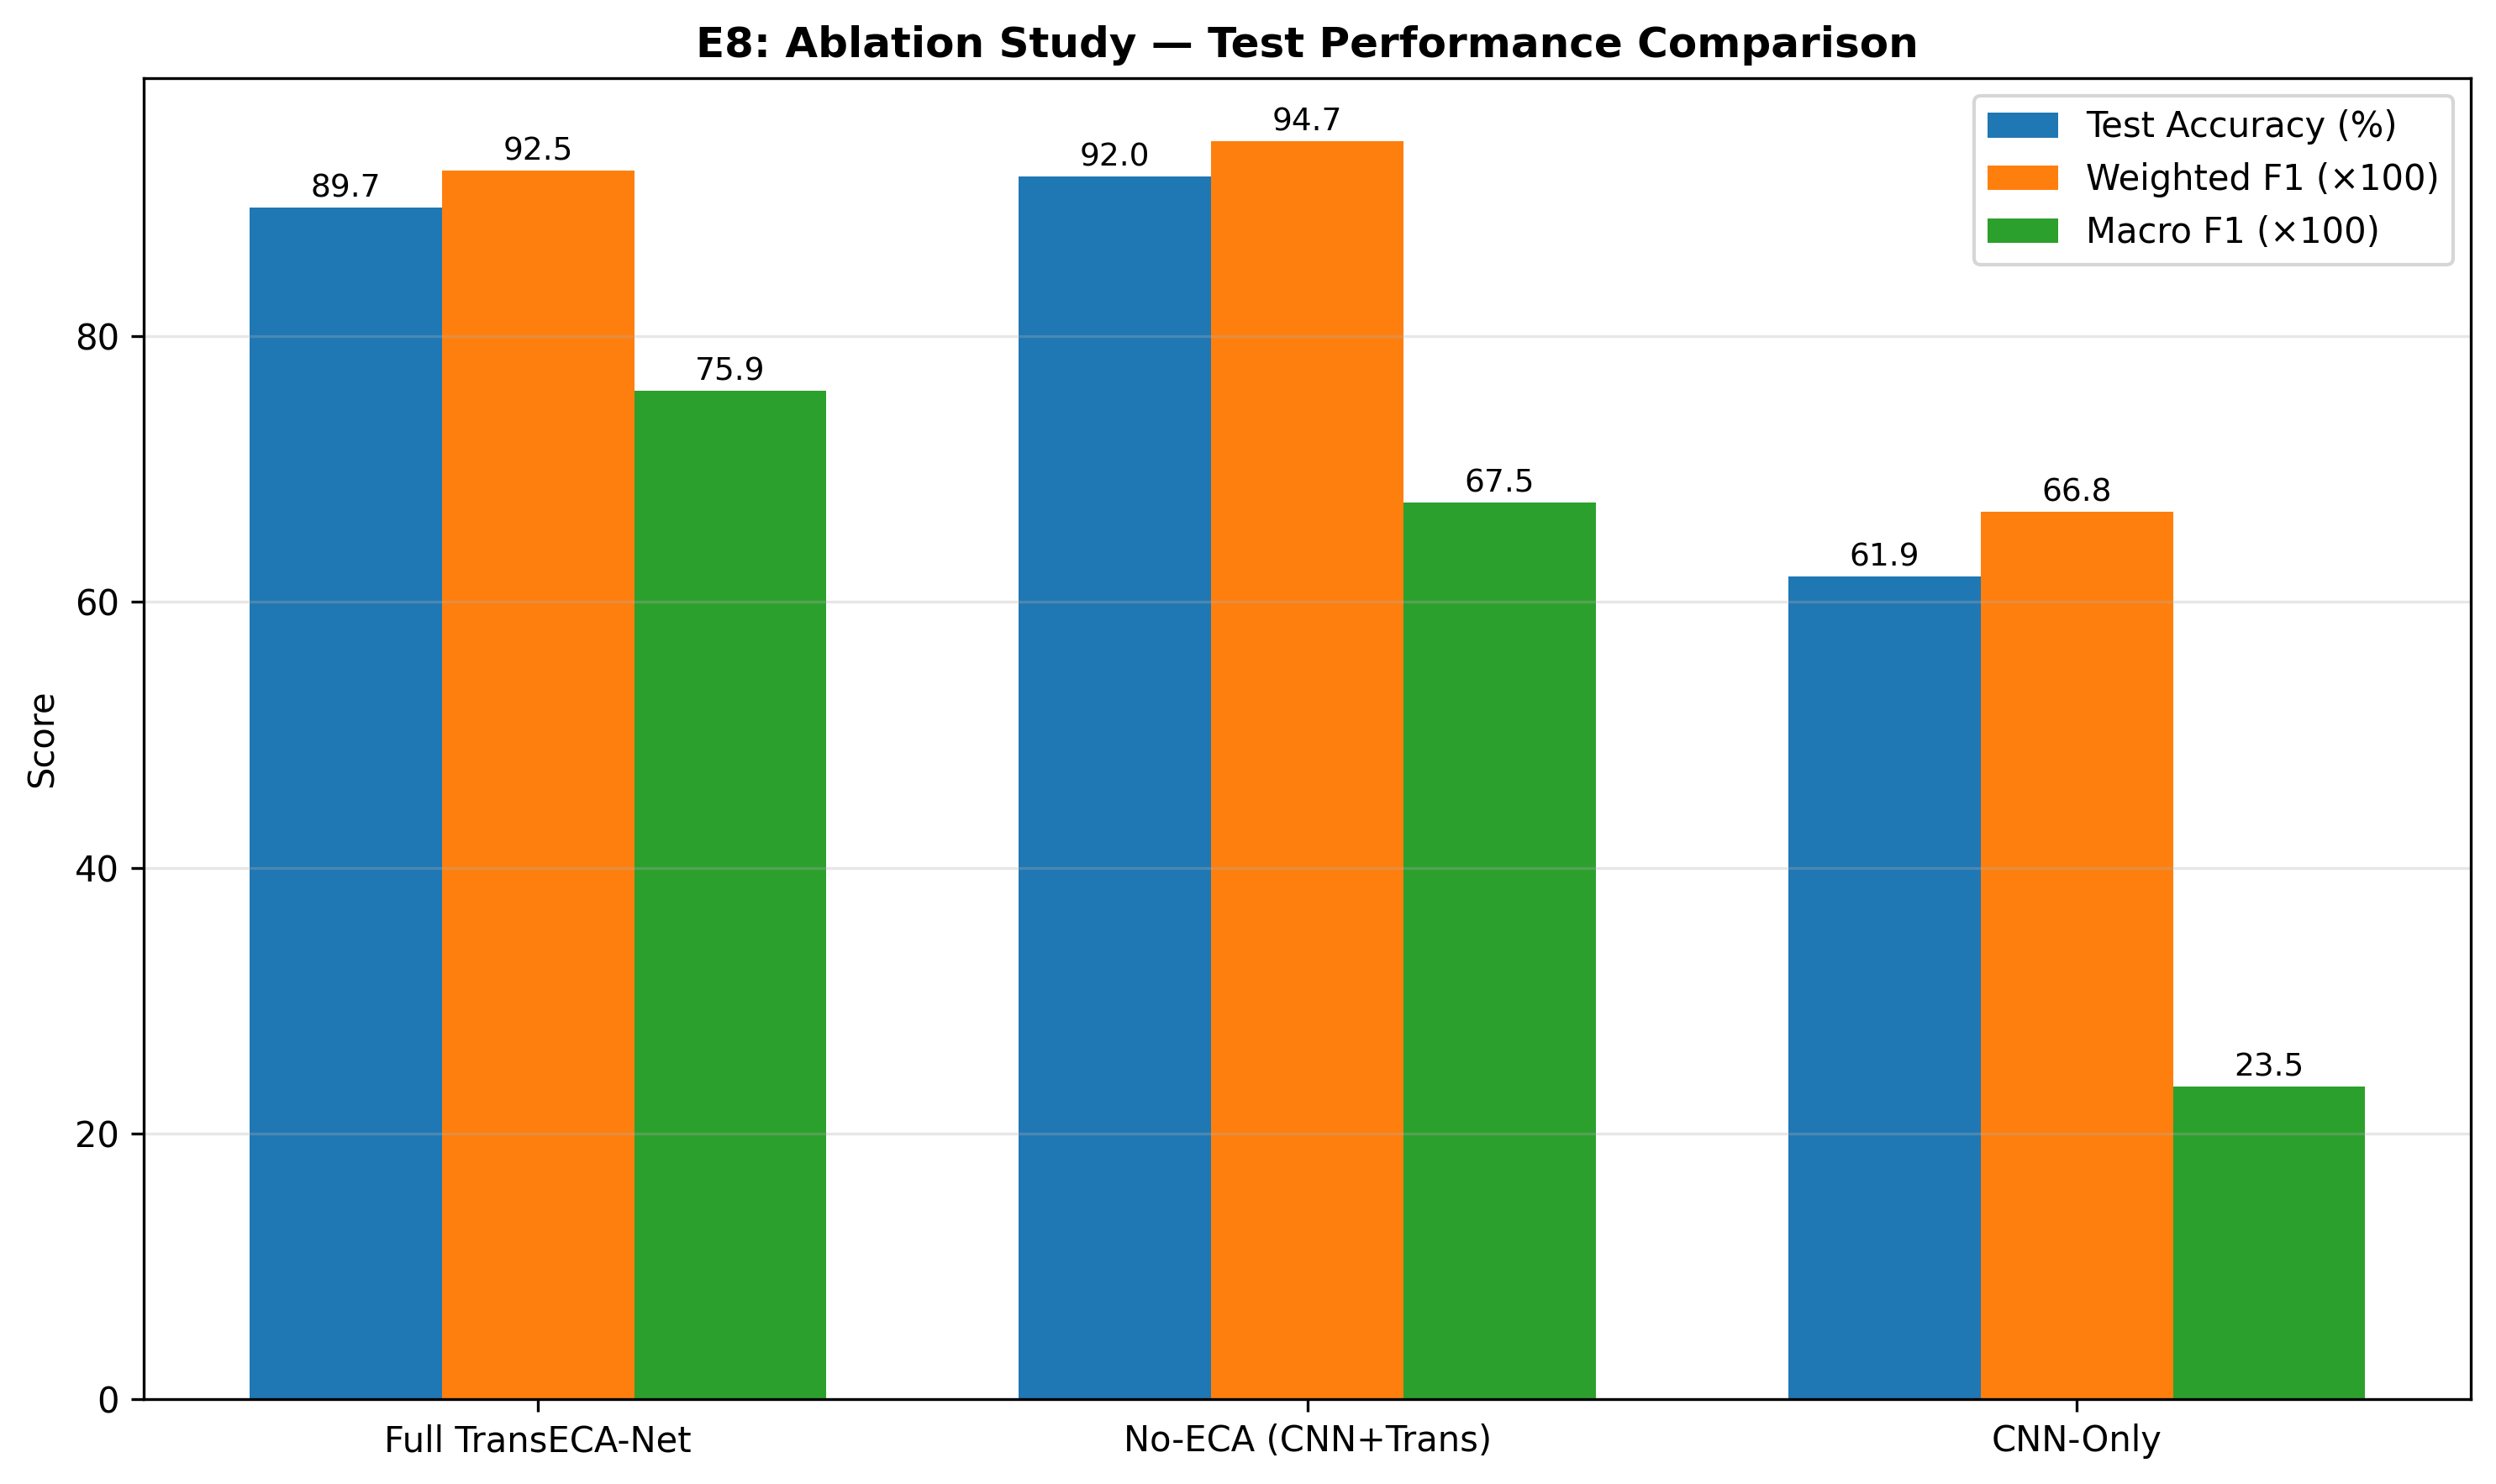 E8: Ablation Study — Test Performance Comparison
Test Accuracy (%)
Weighted F1 (×100)
Macro F1 (×100)
89.7
92.5
75.9
92.0
94.7
67.5
61.9
66.8
23.5
Score
80
60
40
20
0
Full TransECA-Net
No-ECA (CNN+Trans)
CNN-Only